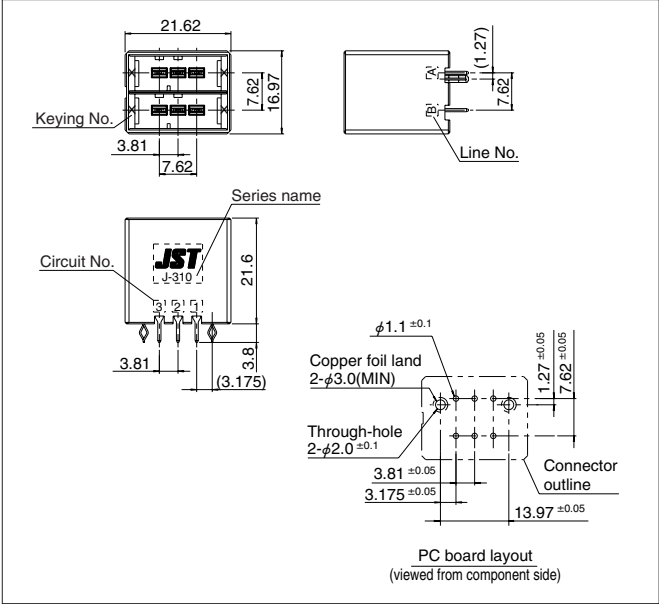 21.62
7.62
16.97
Keying No.
3.81
7.62
A
B
(1.27)
7.62
Line No.
Series name
JST
J-310
Circuit No.
3 2 1
21.6
3.8
3.81
(3.175)
φ1.1 ±0.1
Copper foil land
2-φ3.0(MIN)
Through-hole
2-φ2.0 ±0.1
1.27 ±0.05
7.62 ±0.05
3.81 ±0.05
3.175 ±0.05
13.97 ±0.05
Connector
outline
PC board layout
(viewed from component side)